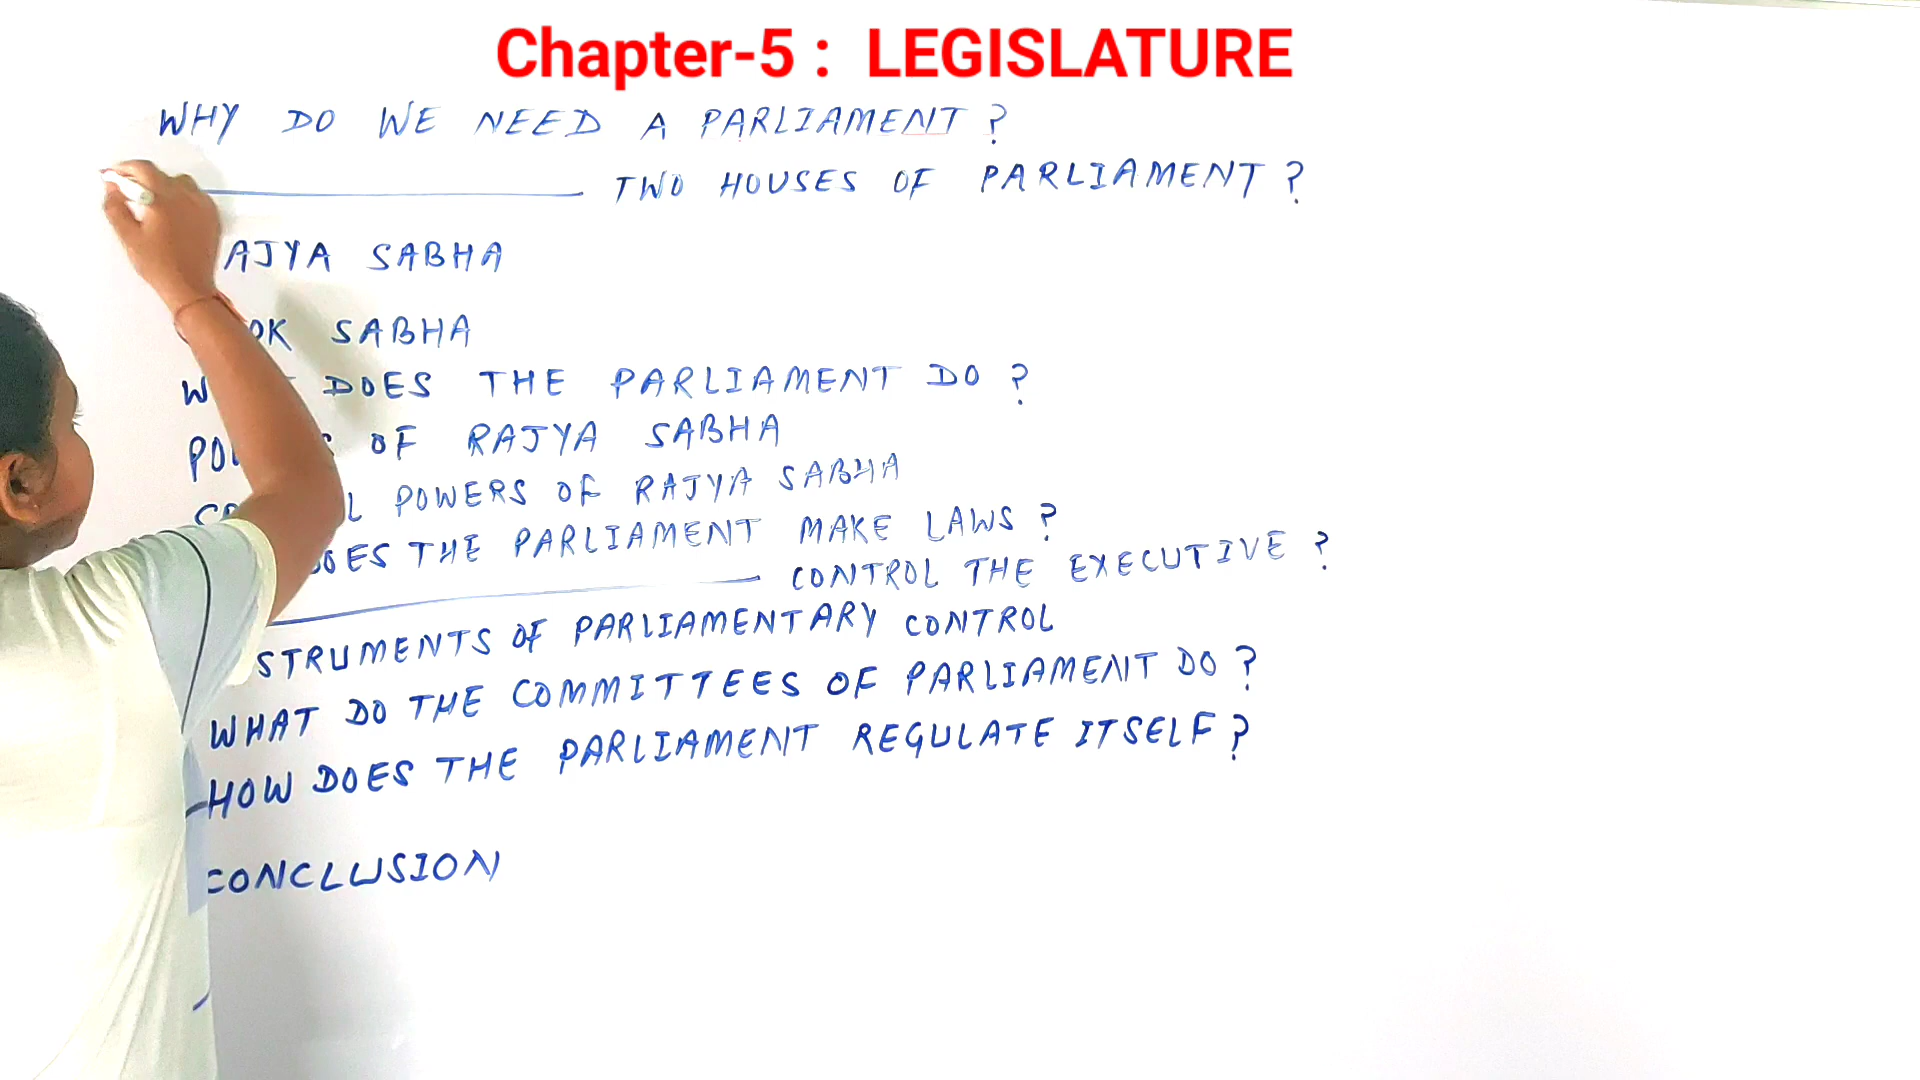 Chapter-5 : LEGISLATURE
WHY DO WE NEED A PARLIAMENT ?
TWO HOUSES OF PARLIAMENT ?
AJYA SABHA
OK SABHA
DOES THE PARLIAMENT DO ?
OF RAJYA SABHA
POWERS OF RAJYA SABHA
OES THE PARLIAMENT MAKE LAWS ?
CONTROL THE EXECUTIVE ?
STRUMENTS OF PARLIAMENTARY CONTROL
WHAT DO THE COMMITTEES OF PARLIAMENT DO ?
HOW DOES THE PARLIAMENT REGULATE ITSELF ?
CONCLUSION